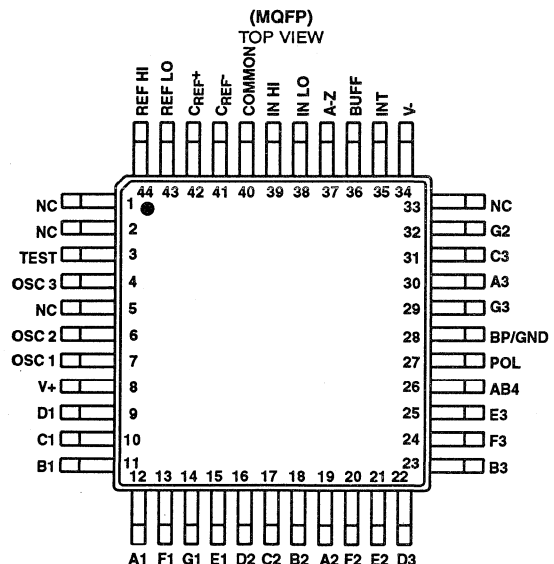 (MQFP)
TOP VIEW
REF HI
REF LO
CREF+
CREF-
COMMON
IN HI
IN LO
A-Z
BUFF
INT
V-
44 43 42 41 40 39 38 37 36 35 34
NC 1 33 NC
NC 2 32 G2
TEST 3 31 C3
OSC 3 4 30 A3
NC 5 29 G3
OSC 2 6 28 BP/GND
OSC 1 7 27 POL
V+ 8 26 AB4
D1 9 25 E3
C1 10 24 F3
B1 11 23 B3
12 13 14 15 16 17 18 19 20 21 22
A1 F1 G1 E1 D2 C2 B2 A2 F2 E2 D3